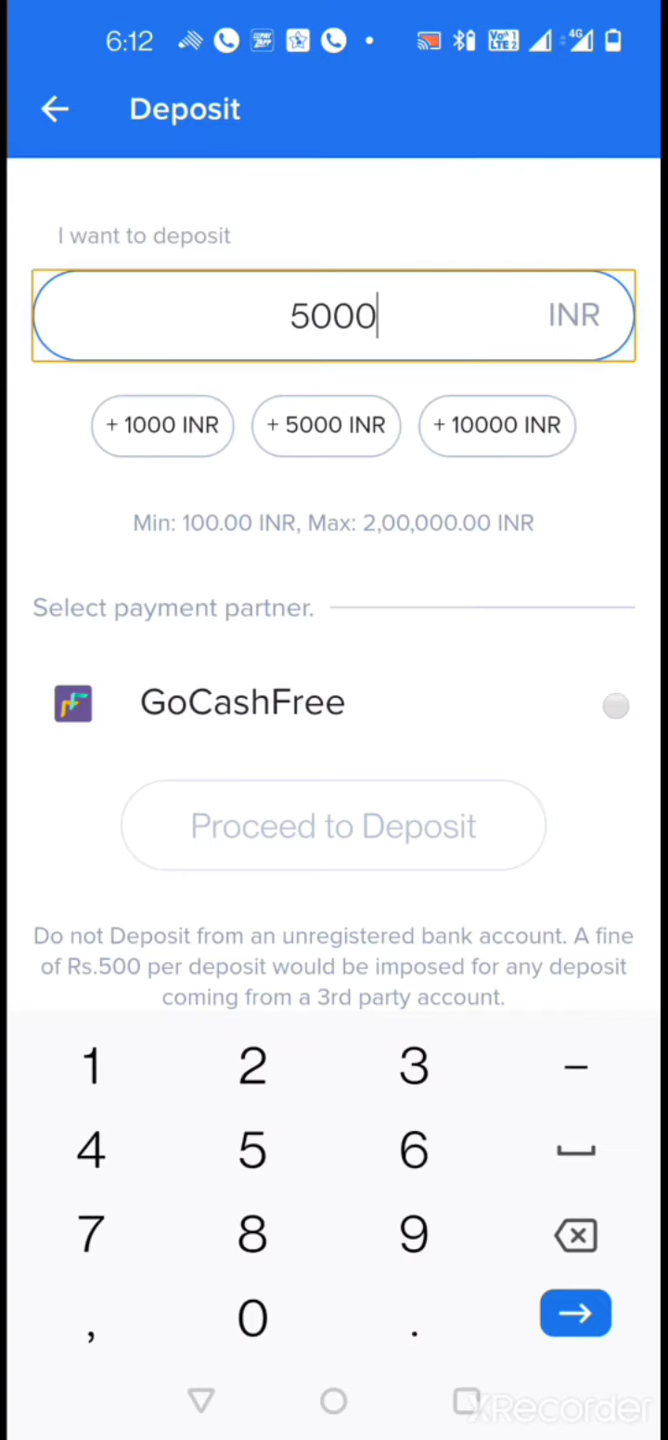 6:12
4G
Deposit
I want to deposit
5000 INR
+ 1000 INR + 5000 INR + 10000 INR
Min: 100.00 INR, Max: 2,00,000.00 INR
Select payment partner.
GoCashFree
Proceed to Deposit
Do not Deposit from an unregistered bank account. A fine
of Rs.500 per deposit would be imposed for any deposit
coming from a 3rd party account.
1 2 3 –
4 5 6
7 8 9
, 0 .
XRecorder